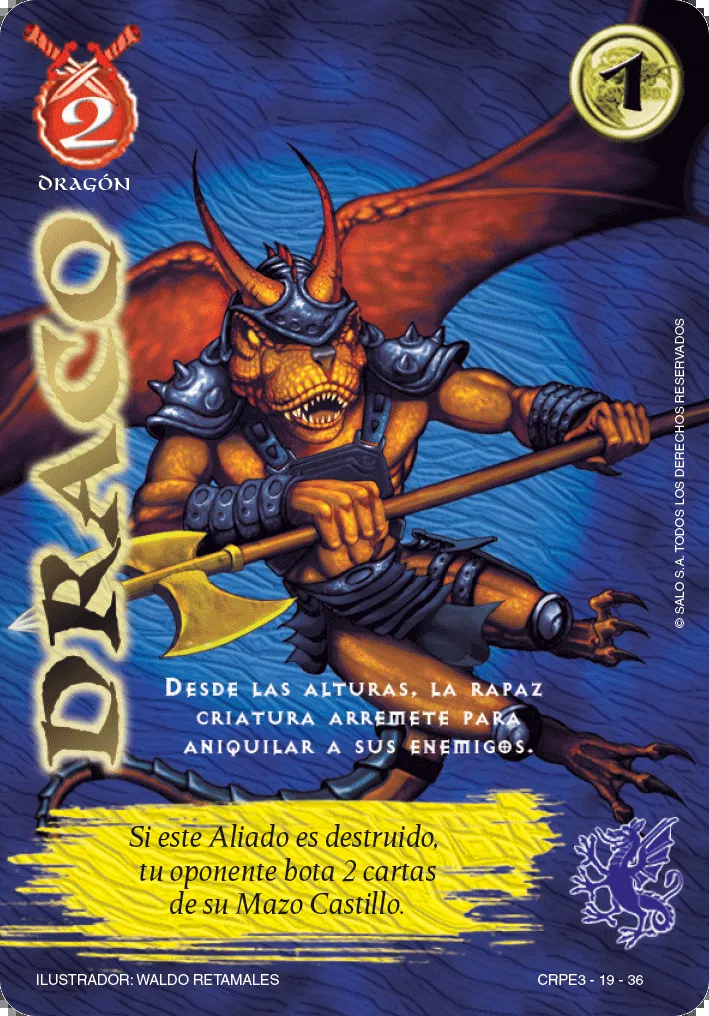 2
1
DRAGÓN
DRACO
© SALO S.A. TODOS LOS DERECHOS RESERVADOS
DESDE LAS ALTURAS, LA RAPAZ
CRIATURA ARREMETE PARA
ANIQUILAR A SUS ENEMIGOS.
Si este Aliado es destruido,
tu oponente bota 2 cartas
de su Mazo Castillo.
ILUSTRADOR: WALDO RETAMALES
CRPE3 - 19 - 36